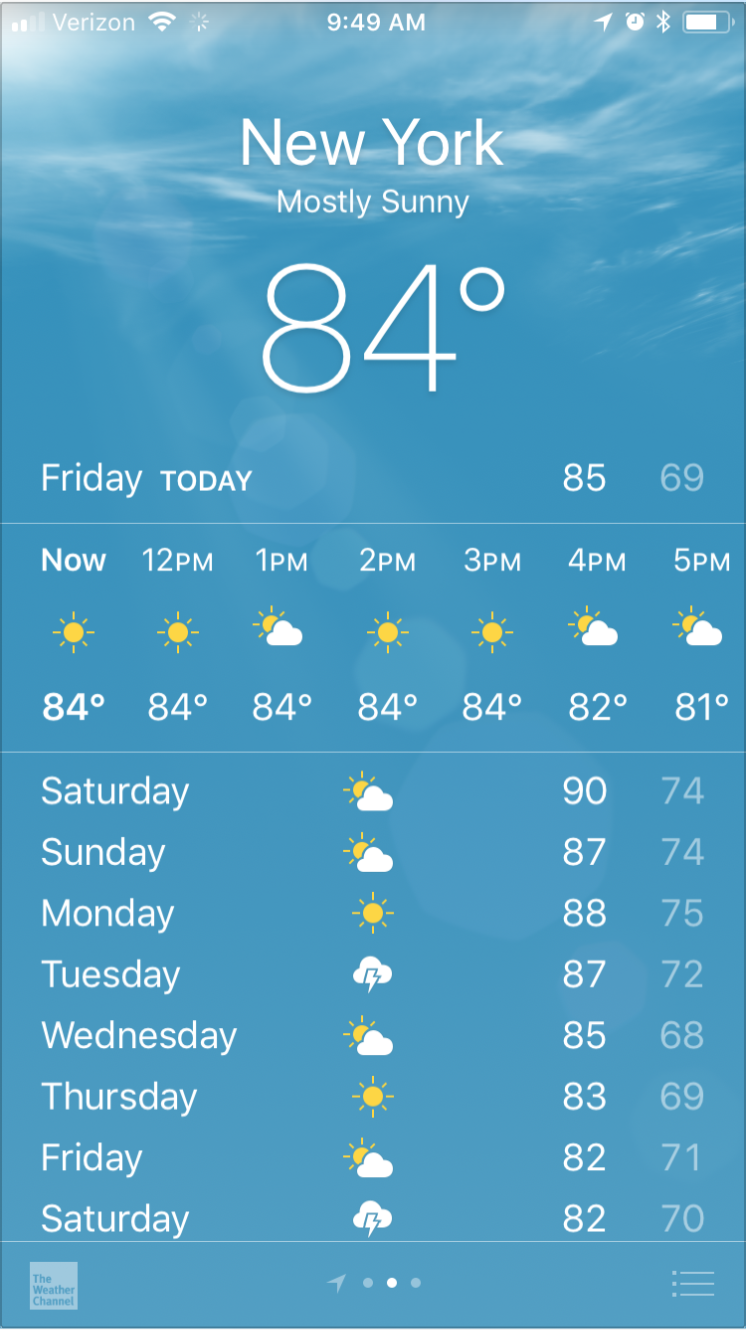 Verizon 9:49 AM
New York
Mostly Sunny
84°
Friday TODAY 85 69
Now 12PM 1PM 2PM 3PM 4PM 5PM
84° 84° 84° 84° 84° 82° 81°
Saturday 90 74
Sunday 87 74
Monday 88 75
Tuesday 87 72
Wednesday 85 68
Thursday 83 69
Friday 82 71
Saturday 82 70
The
Weather
Channel